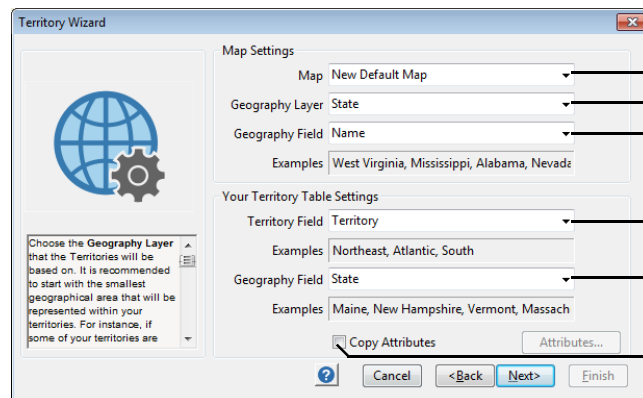 Territory Wizard
Map Settings
Map New Default Map
Geography Layer State
Geography Field Name
Examples West Virginia, Mississippi, Alabama, Nevada
Your Territory Table Settings
Territory Field Territory
Examples Northeast, Atlantic, South
Geography Field State
Examples Maine, New Hampshire, Vermont, Massach
Copy Attributes Attributes...
Choose the Geography Layer
that the Territories will be
based on. It is recommended
to start with the smallest
geographical area that will be
represented within your
territories. For instance, if
some of your territories are
? Cancel <Back Next> Finish